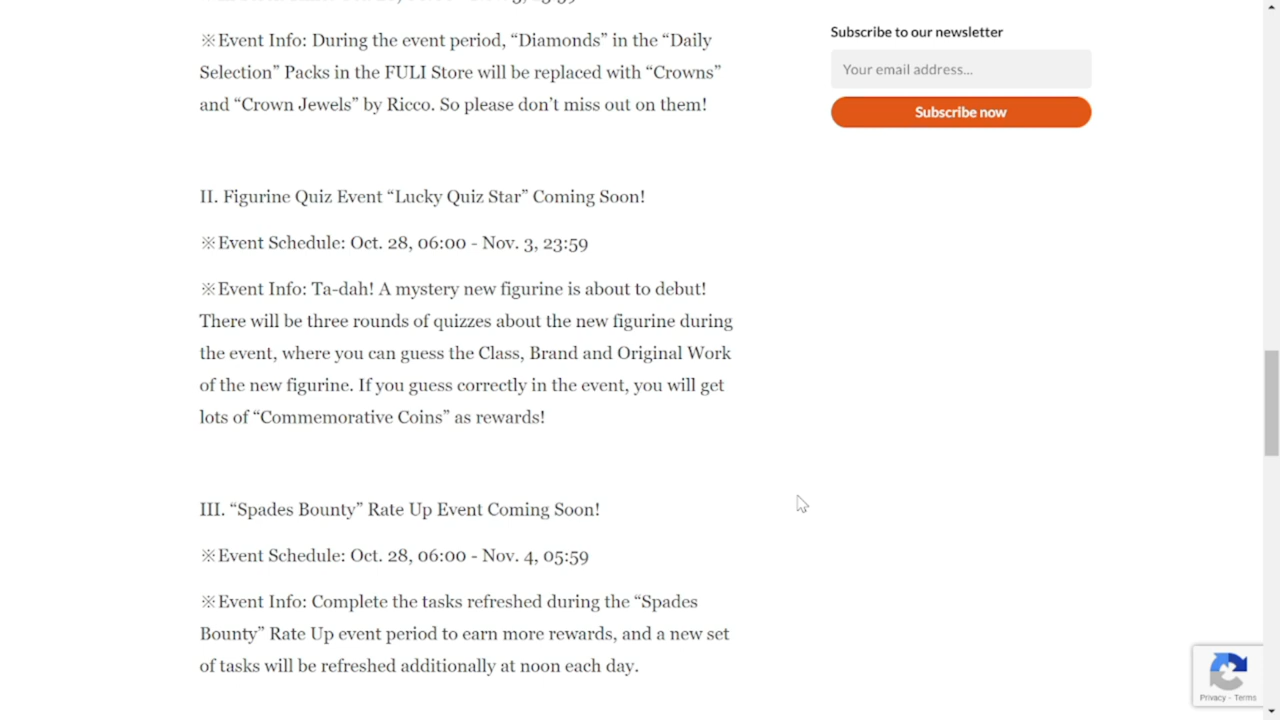 ※Event Info: During the event period, “Diamonds” in the “Daily
Selection” Packs in the FULI Store will be replaced with “Crowns”
and “Crown Jewels” by Ricco. So please don’t miss out on them!
II. Figurine Quiz Event “Lucky Quiz Star” Coming Soon!
※Event Schedule: Oct. 28, 06:00 - Nov. 3, 23:59
※Event Info: Ta-dah! A mystery new figurine is about to debut!
There will be three rounds of quizzes about the new figurine during
the event, where you can guess the Class, Brand and Original Work
of the new figurine. If you guess correctly in the event, you will get
lots of “Commemorative Coins” as rewards!
III. “Spades Bounty” Rate Up Event Coming Soon!
※Event Schedule: Oct. 28, 06:00 - Nov. 4, 05:59
※Event Info: Complete the tasks refreshed during the “Spades
Bounty” Rate Up event period to earn more rewards, and a new set
of tasks will be refreshed additionally at noon each day.
Subscribe to our newsletter
Your email address...
Subscribe now
Privacy - Terms